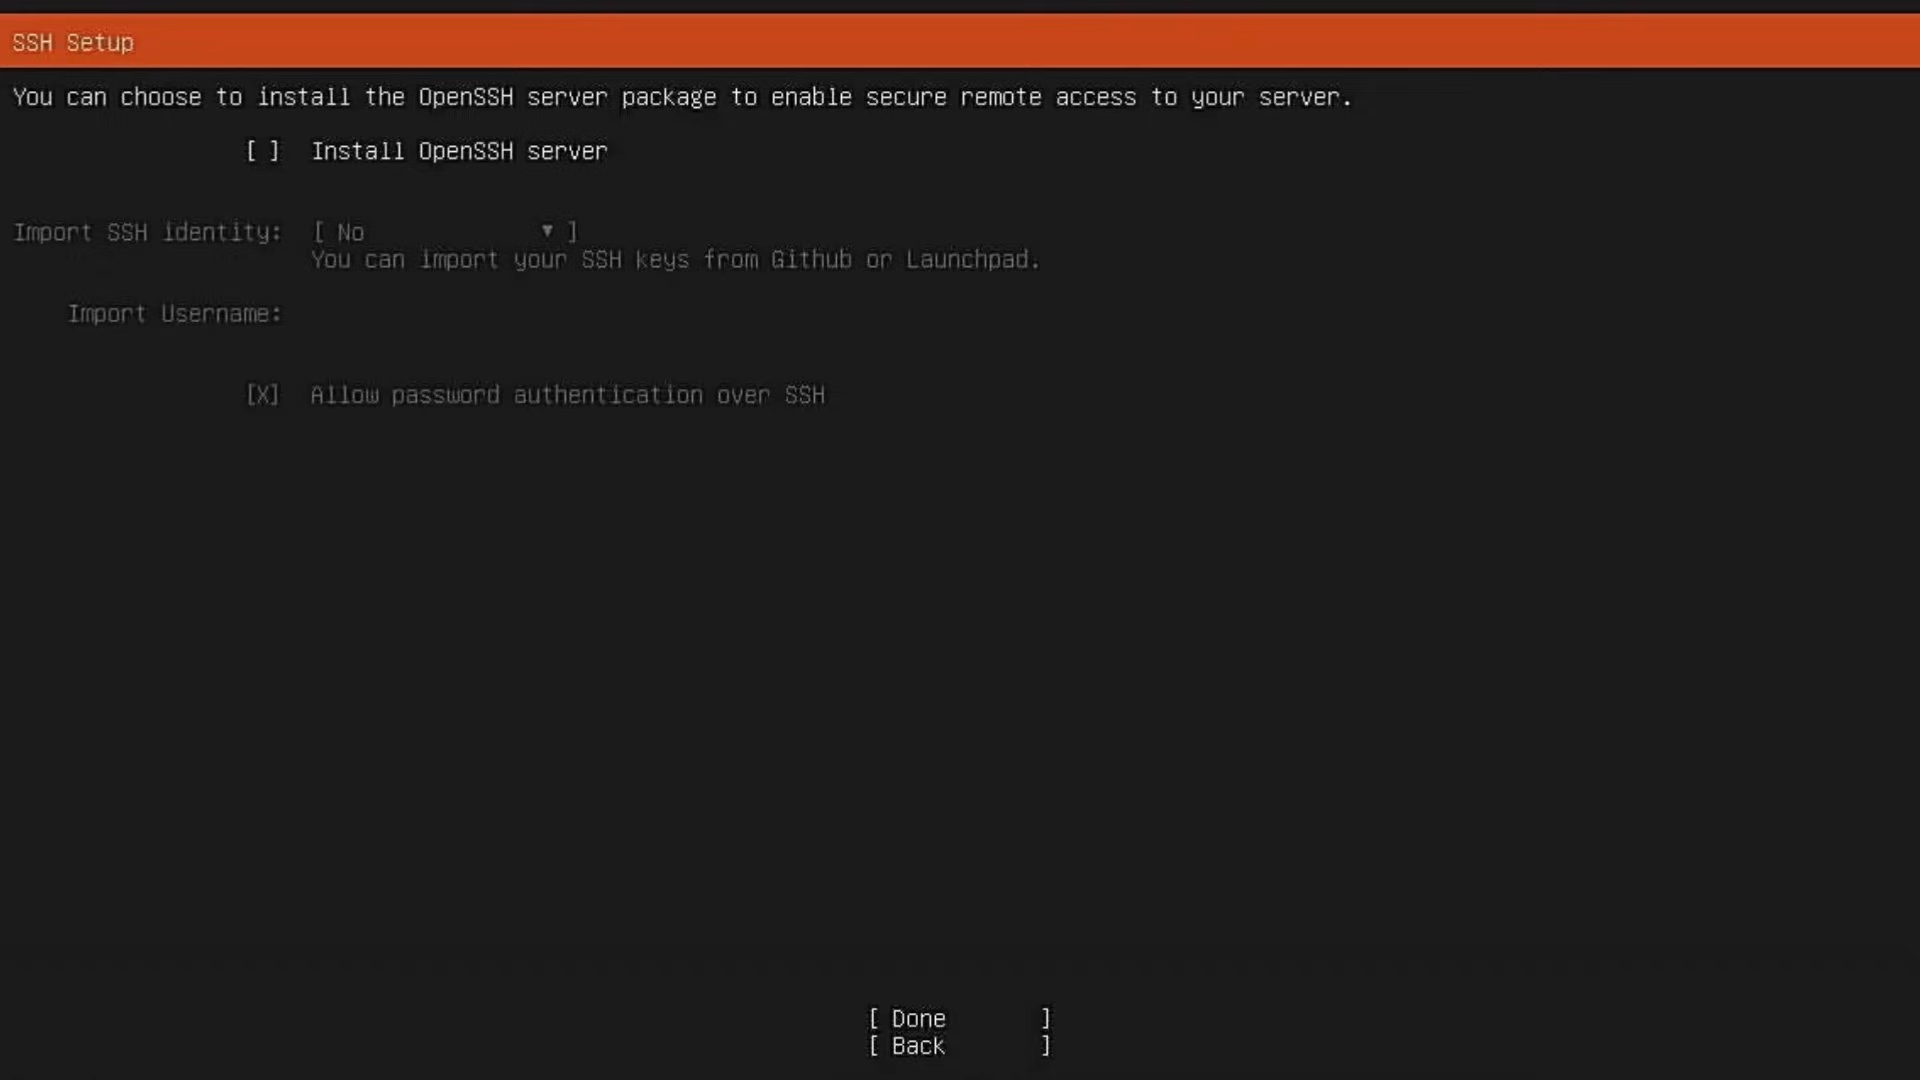 SSH Setup
You can choose to install the OpenSSH server package to enable secure remote access to your server.
[ ] Install OpenSSH server
Import SSH identity: [ No ▼ ]
You can import your SSH keys from Github or Launchpad.
Import Username:
[X] Allow password authentication over SSH
[ Done ]
[ Back ]